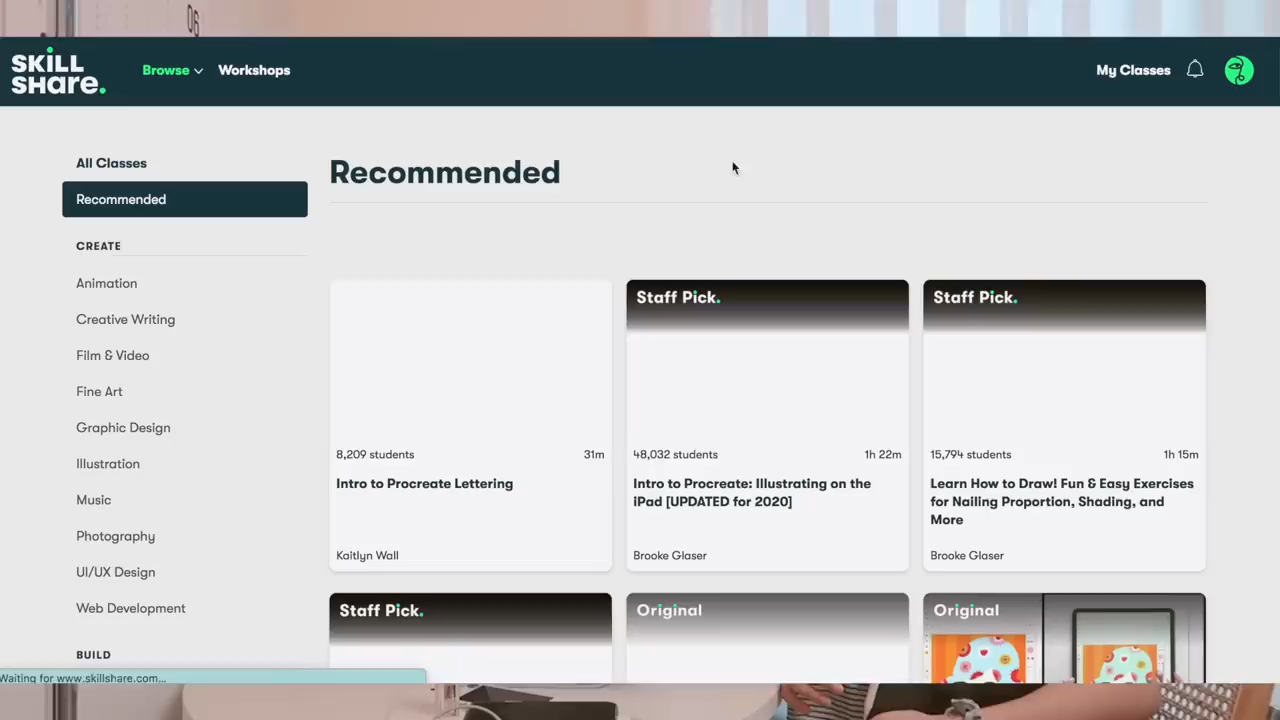 06
SKiLL
SHare.
Browse
Workshops
My Classes
All Classes
Recommended
CREATE
Animation
Creative Writing
Film & Video
Fine Art
Graphic Design
Illustration
Music
Photography
UI/UX Design
Web Development
BUILD
Recommended
8,209 students
31m
Intro to Procreate Lettering
Kaitlyn Wall
Staff Pick.
48,032 students
1h 22m
Intro to Procreate: Illustrating on the
iPad [UPDATED for 2020]
Brooke Glaser
Staff Pick.
15,794 students
1h 15m
Learn How to Draw! Fun & Easy Exercises
for Nailing Proportion, Shading, and
More
Brooke Glaser
Staff Pick.
Original
Original
Waiting for www.skillshare.com...